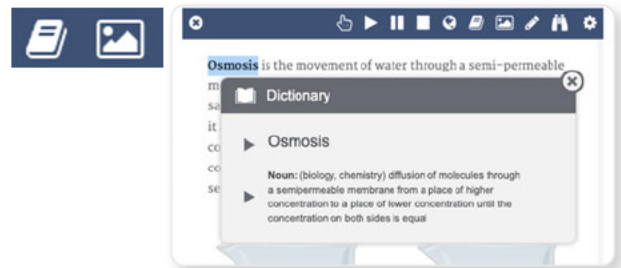 Osmosis is the movement of water through a semi-permeable
m
Dictionary
sa
it
Osmosis
co
co
Noun: (biology, chemistry) diffusion of molecules through
se
a semipermeable membrane from a place of higher
concentration to a place of lower concentration until the
concentration on both sides is equal